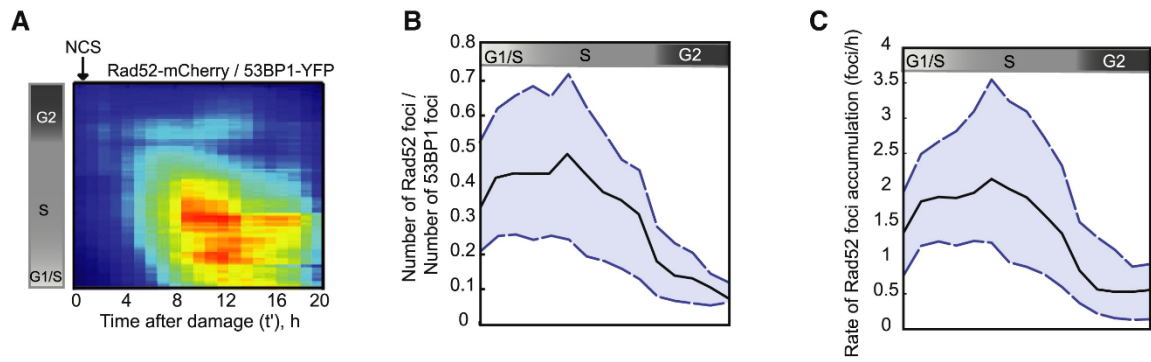 A
NCS
Rad52-mCherry / 53BP1-YFP
G2
S
G1/S
0 4 8 12 16 20
Time after damage (t'), h
B
Number of Rad52 foci /
Number of 53BP1 foci
0.8
0.7
0.6
0.5
0.4
0.3
0.2
0.1
0
G1/S S G2
C
Rate of Rad52 foci accumulation (foci/h)
4
3.5
3
2.5
2
1.5
1
0.5
0
G1/S S G2